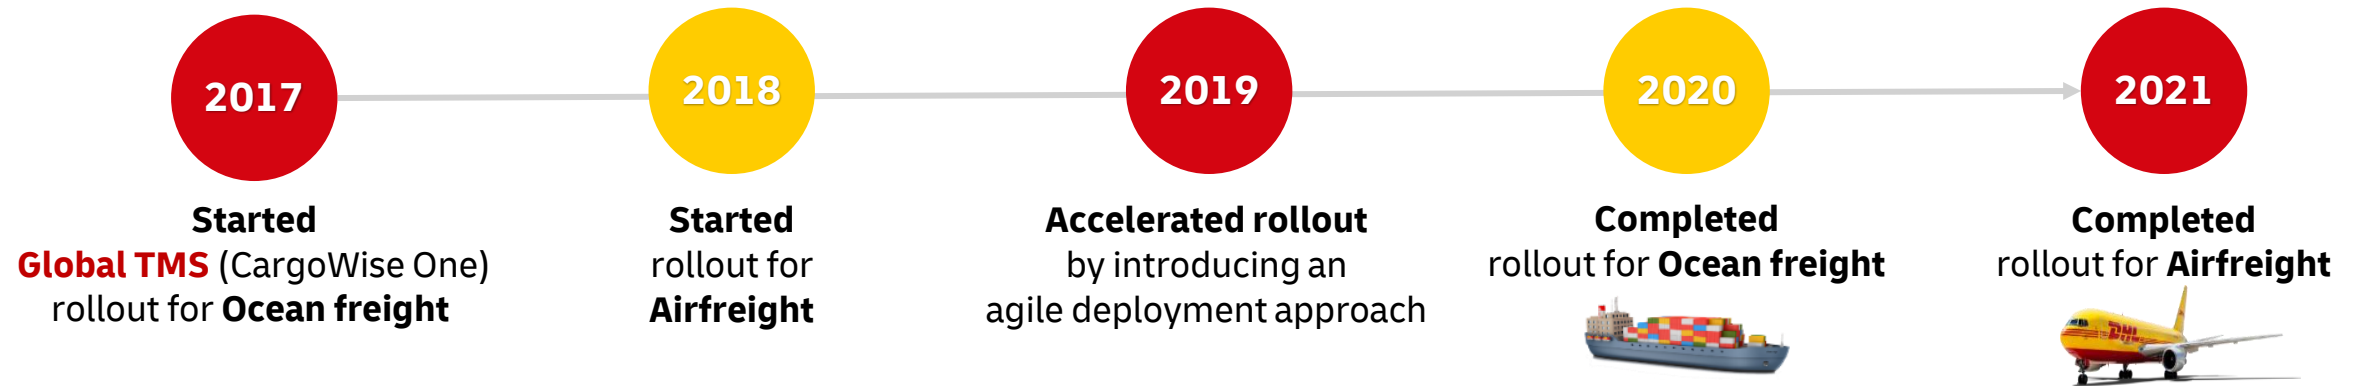 2017
Started
Global TMS (CargoWise One)
rollout for Ocean freight
2018
Started
rollout for
Airfreight
2019
Accelerated rollout
by introducing an
agile deployment approach
2020
Completed
rollout for Ocean freight
2021
Completed
rollout for Airfreight
DHL